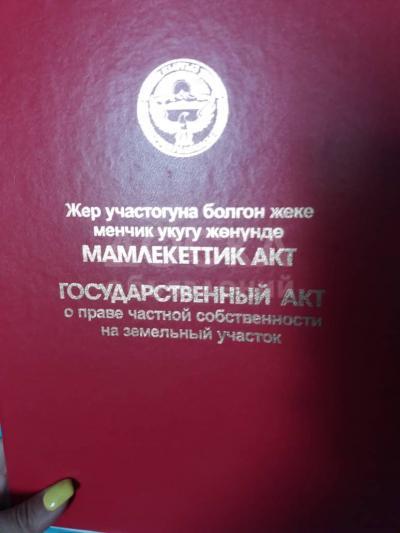 Жер участогуна болгон жеке
менчик укугу жөнүндө
МАМЛЕКЕТТИК АКТ
ГОСУДАРСТВЕННЫЙ АКТ
о праве частной собственности
на земельный участок